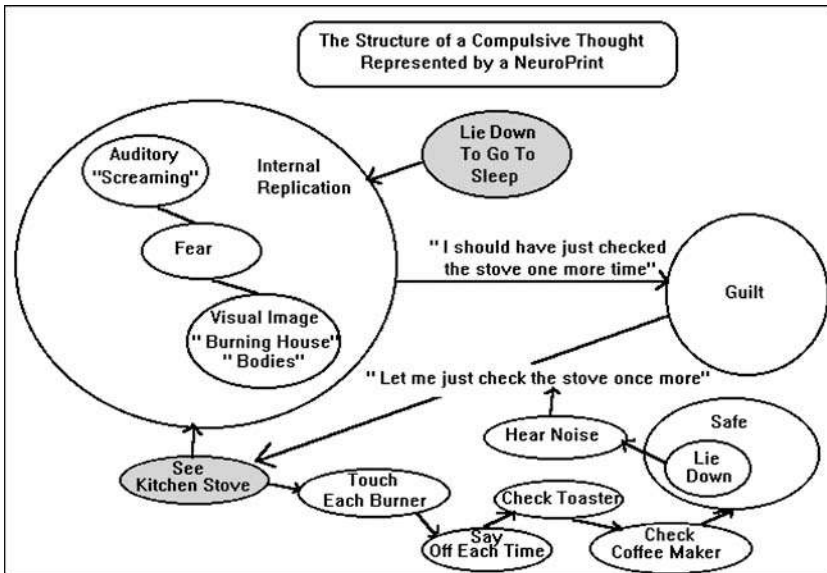 The Structure of a Compulsive Thought
Represented by a NeuroPrint
Lie Down
To Go To
Sleep
Auditory
"Screaming"
Internal
Replication
Fear
" I should have just checked
the stove one more time"
Guilt
Visual Image
" Burning House"
" Bodies"
" Let me just check the stove once more"
Safe
Hear Noise
Lie
Down
See
Kitchen Stove
Touch
Each Burner
Check Toaster
Say
Off Each Time
Check
Coffee Maker